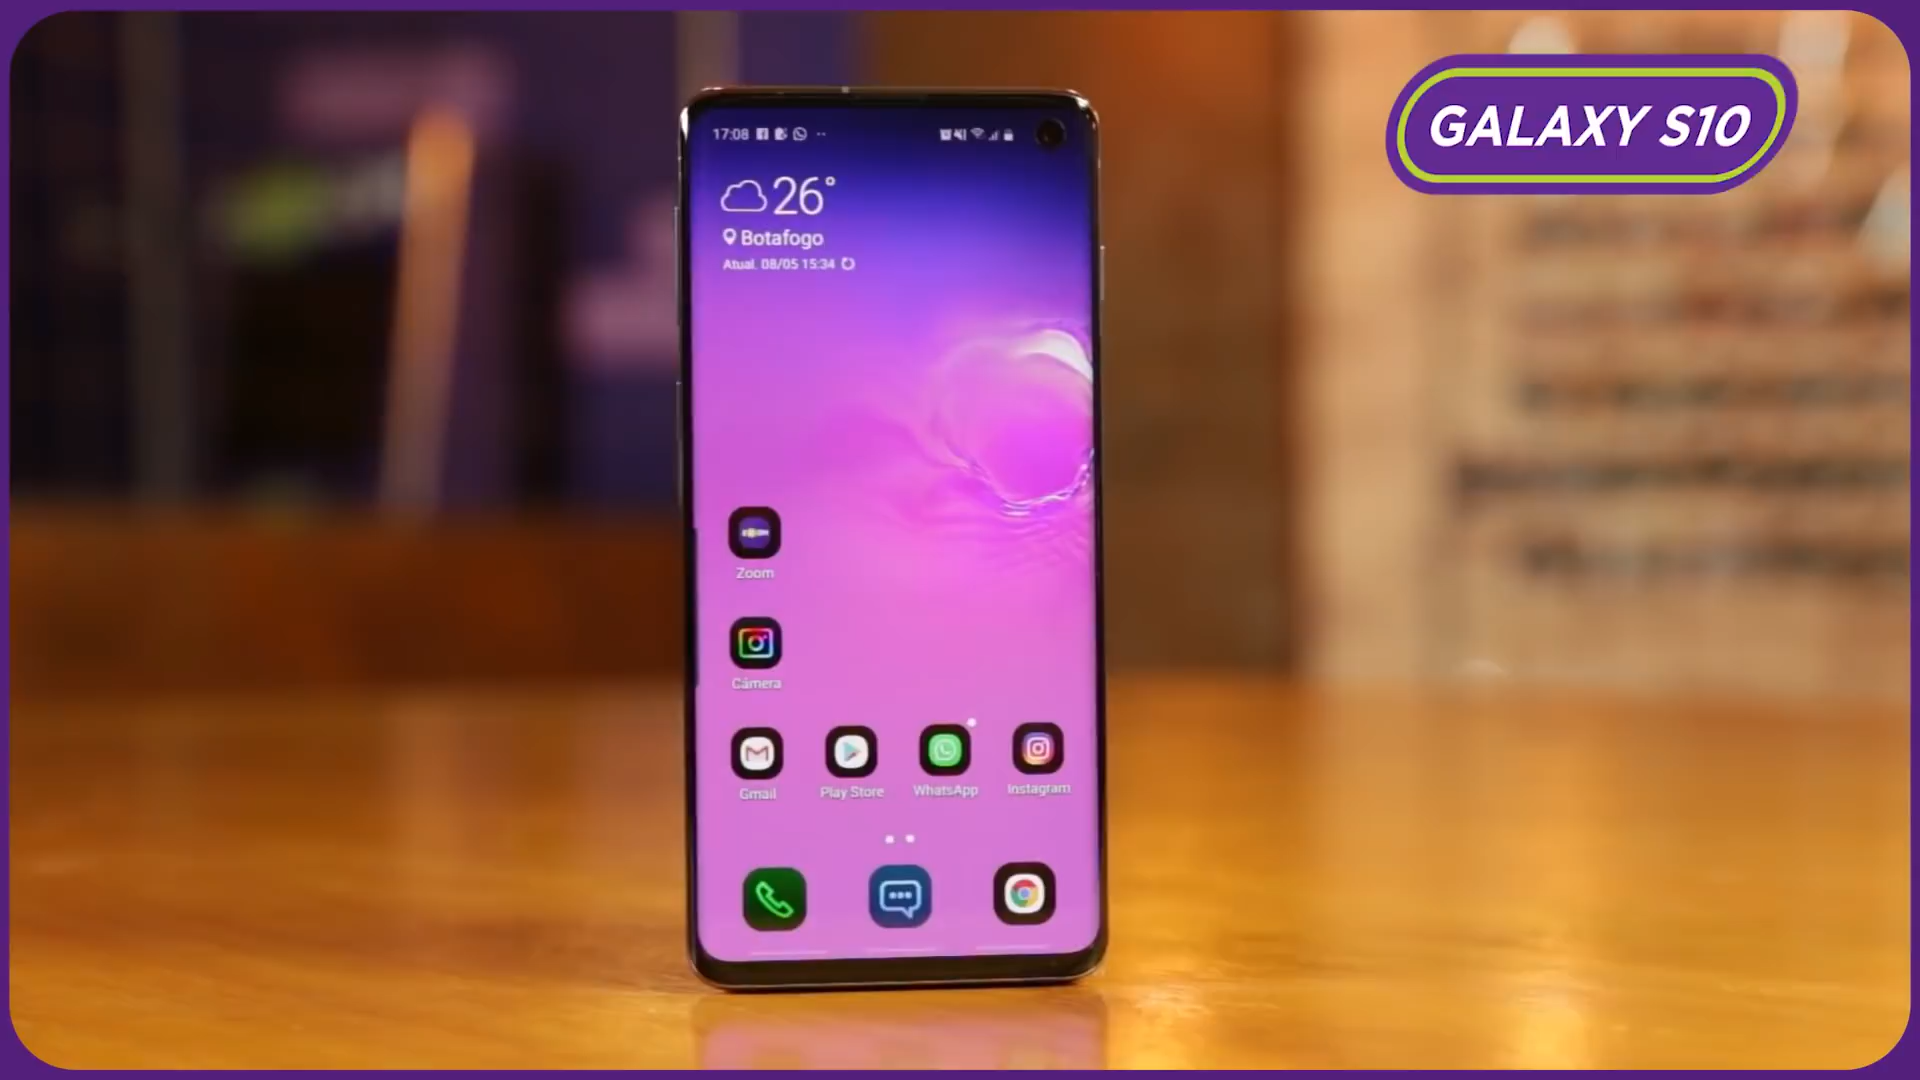 GALAXY S10
17:08
26°
Botafogo
Atual. 08/05 15:34
Zoom
Câmera
Gmail
Play Store
WhatsApp
Instagram